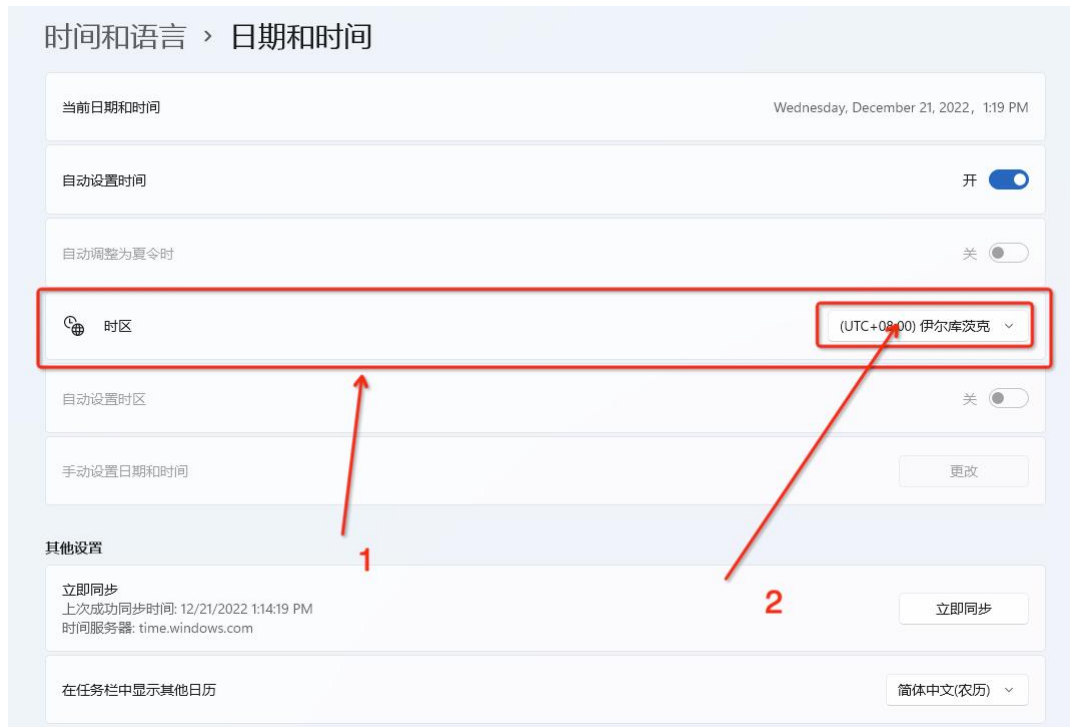 时间和语言 › 日期和时间
当前日期和时间 Wednesday, December 21, 2022, 1:19 PM
自动设置时间 开
自动调整为夏令时 关
时区 (UTC+08:00) 伊尔库茨克
自动设置时区 关
手动设置日期和时间 更改
1
其他设置
立即同步
上次成功同步时间: 12/21/2022 1:14:19 PM
时间服务器: time.windows.com
2
立即同步
在任务栏中显示其他日历 简体中文(农历)